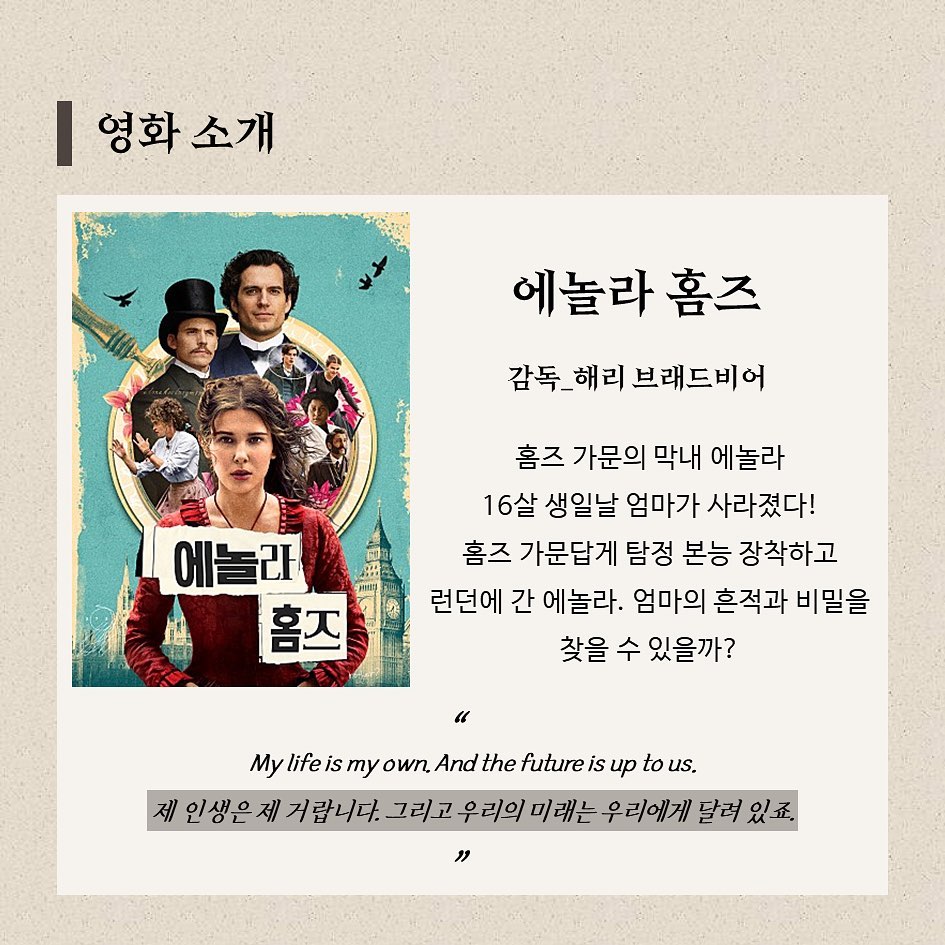 영화 소개
에놀라
홈즈
에놀라 홈즈
감독_해리 브래드비어
홈즈 가문의 막내 에놀라
16살 생일날 엄마가 사라졌다!
홈즈 가문답게 탐정 본능 장착하고
런던에 간 에놀라. 엄마의 흔적과 비밀을
찾을 수 있을까?
“
My life is my own. And the future is up to us.
제 인생은 제 거랍니다. 그리고 우리의 미래는 우리에게 달려 있죠.
”